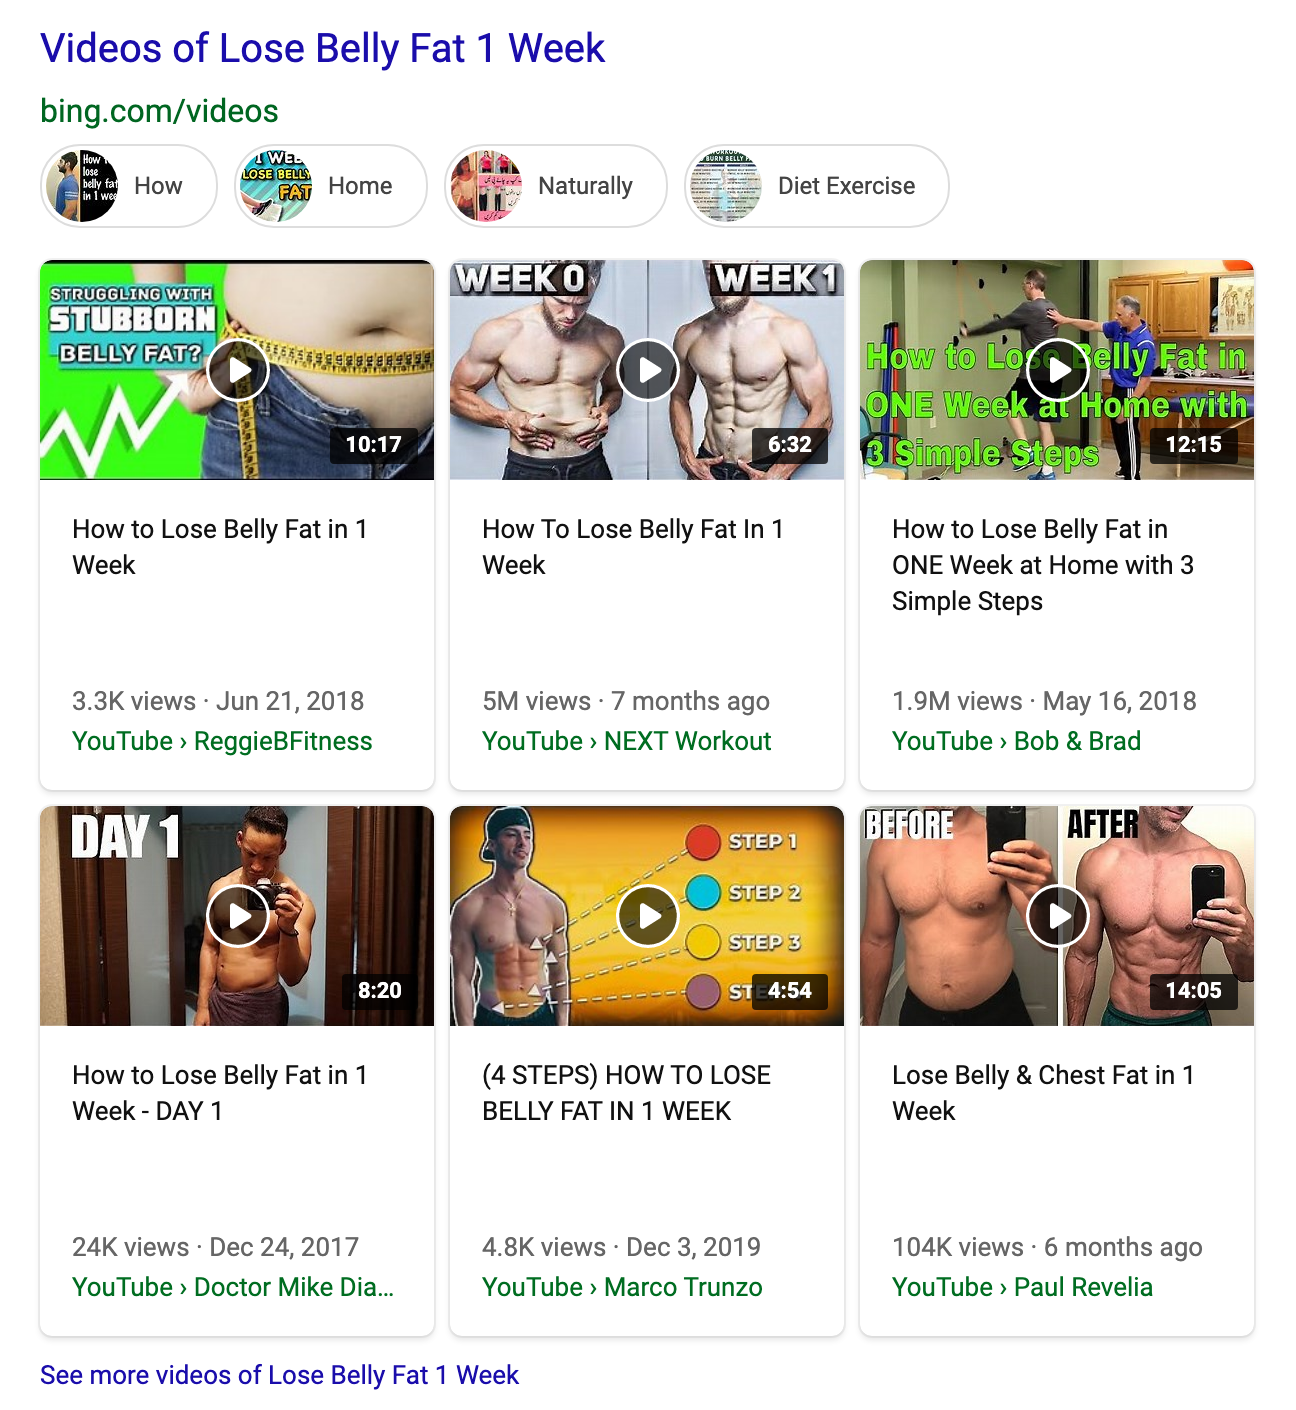 Videos of Lose Belly Fat 1 Week
bing.com/videos
How
lose
belly fat
in 1
How
LOSE BELLY
FAT
Home
Naturally
BURN BELLY
Diet Exercise
STRUGGLING WITH
STUBBORN
BELLY FAT?
10:17
WEEK 0 WEEK 1
6:32
How to Lose Belly Fat in
ONE Week at Home with
3 Simple Steps
12:15
How to Lose Belly Fat in 1
Week
3.3K views · Jun 21, 2018
YouTube › ReggieBFitness
How To Lose Belly Fat In 1
Week
5M views · 7 months ago
YouTube › NEXT Workout
How to Lose Belly Fat in
ONE Week at Home with 3
Simple Steps
1.9M views · May 16, 2018
YouTube › Bob & Brad
DAY 1
8:20
STEP 1
STEP 2
STEP 3
ST
4:54
BEFORE AFTER
14:05
How to Lose Belly Fat in 1
Week - DAY 1
24K views · Dec 24, 2017
YouTube › Doctor Mike Dia...
(4 STEPS) HOW TO LOSE
BELLY FAT IN 1 WEEK
4.8K views · Dec 3, 2019
YouTube › Marco Trunzo
Lose Belly & Chest Fat in 1
Week
104K views · 6 months ago
YouTube › Paul Revelia
See more videos of Lose Belly Fat 1 Week